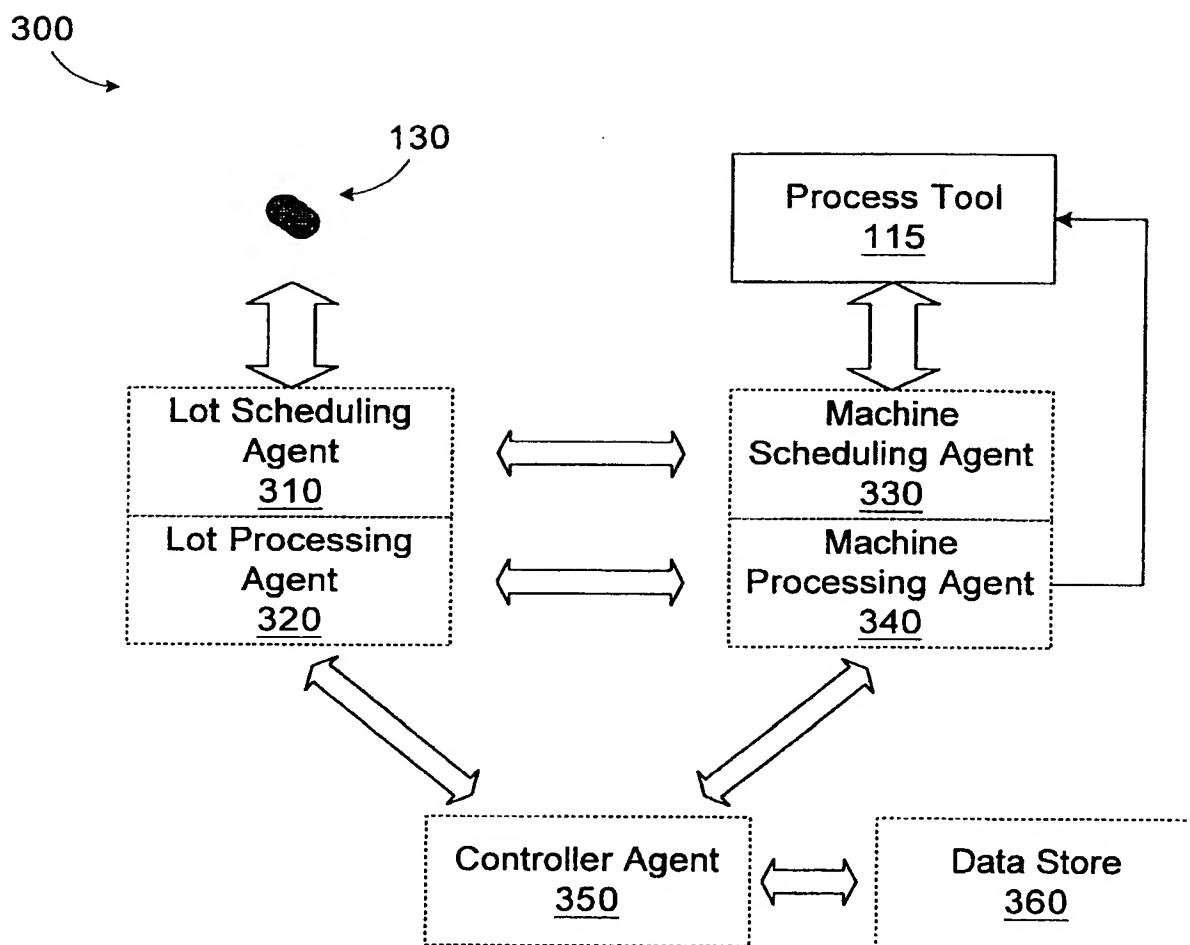 300
130
Process Tool
115
Lot Scheduling
Agent
310
Machine
Scheduling Agent
330
Lot Processing
Agent
320
Machine
Processing Agent
340
Controller Agent
350
Data Store
360